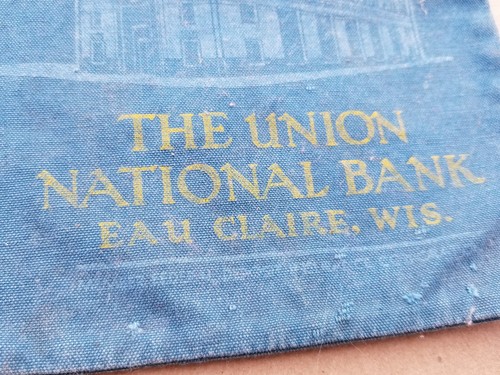 THE UNION
NATIONAL BANK
EAU CLAIRE, WIS.